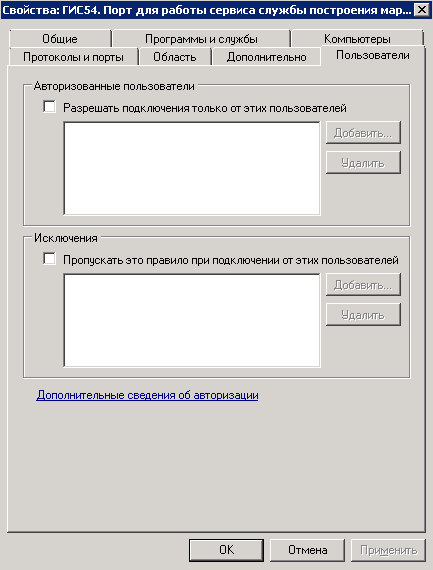 Свойства: ГИС54. Порт для работы сервиса службы построения мар...
Общие Программы и службы Компьютеры
Протоколы и порты Область Дополнительно Пользователи
Авторизованные пользователи
Разрешать подключения только от этих пользователей
Добавить...
Удалить
Исключения
Пропускать это правило при подключении от этих пользователей
Добавить...
Удалить
Дополнительные сведения об авторизации
OK Отмена Применить